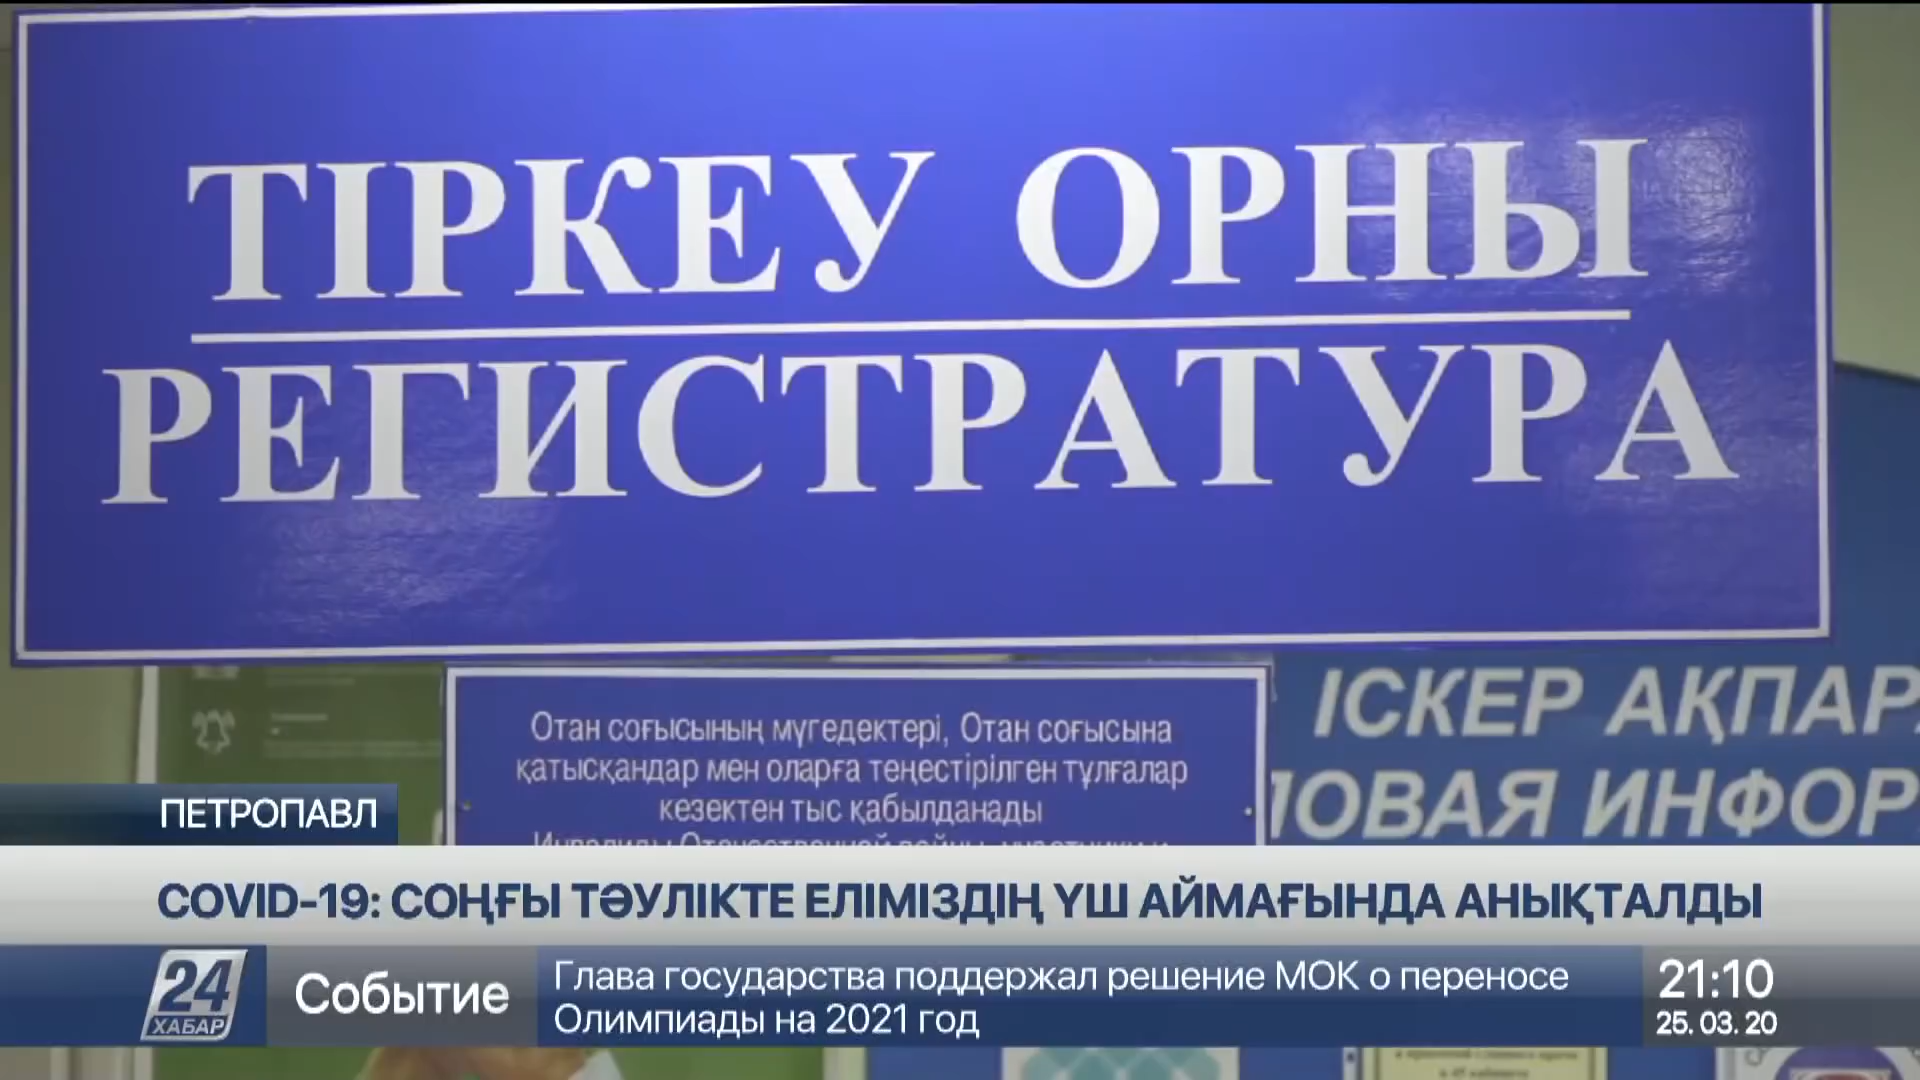 ТІРКЕУ ОРНЫ
РЕГИСТРАТУРА
Отан соғысының мүгедектері, Отан соғысына
қатысқандар мен оларға теңестірілген тұлғалар
кезектен тыс қабылданады
ІСКЕР АҚПАР
ЛОВАЯ ИНФОР
ПЕТРОПАВЛ
COVID-19: СОҢҒЫ ТӘУЛІКТЕ ЕЛІМІЗДІҢ ҮШ АЙМАҒЫНДА АНЫҚТАЛДЫ
24
ХАБАР
Событие
Глава государства поддержал решение МОК о переносе
Олимпиады на 2021 год
21:10
25. 03. 20